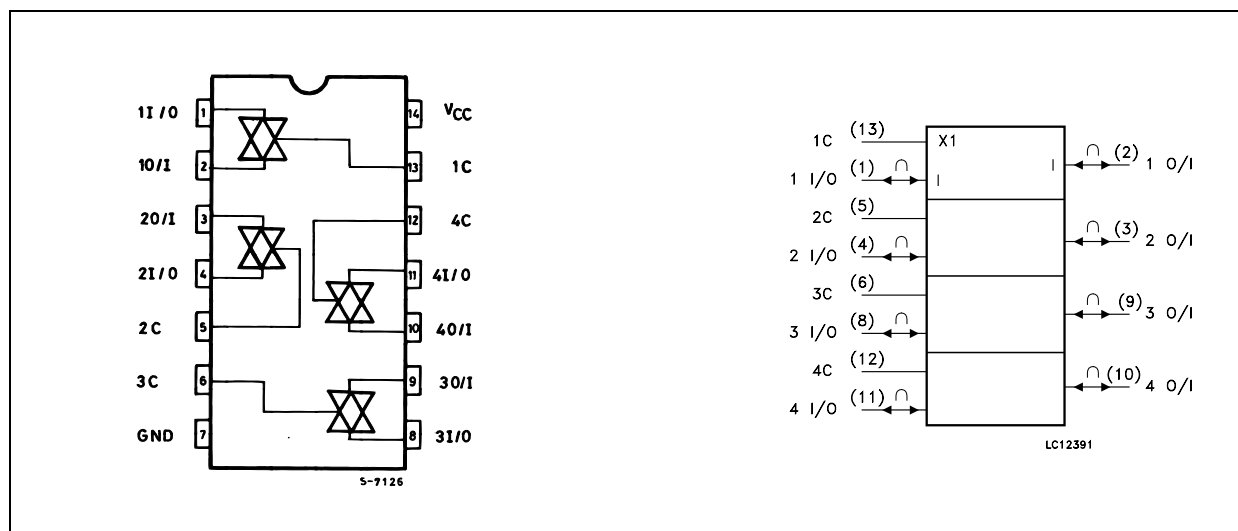 1I/O 1 14 VCC
1O/I 2 13 1C
2O/I 3 12 4C
2I/O 4 11 4I/O
2C 5 10 4O/I
3C 6 9 3O/I
GND 7 8 3I/O
S-7126
1C (13) X1
(2) 1 O/I
1 I/O (1) ∩ I I ∩
2C (5)
(3) 2 O/I
2 I/O (4) ∩ ∩
3C (6)
(9) 3 O/I
3 I/O (8) ∩ ∩
4C (12)
(10) 4 O/I
4 I/O (11) ∩ ∩
LC12391